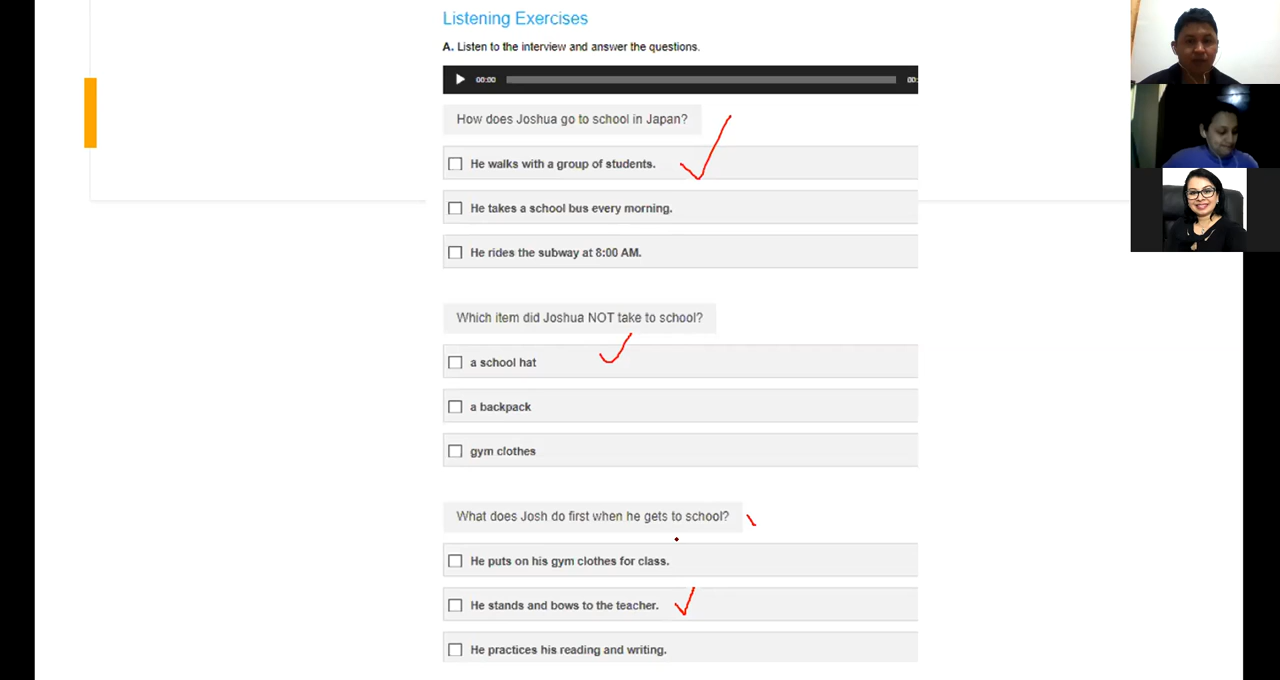 Listening Exercises
A. Listen to the interview and answer the questions.
00:00 00:
How does Joshua go to school in Japan?
He walks with a group of students.
He takes a school bus every morning.
He rides the subway at 8:00 AM.
Which item did Joshua NOT take to school?
a school hat
a backpack
gym clothes
What does Josh do first when he gets to school?
He puts on his gym clothes for class.
He stands and bows to the teacher.
He practices his reading and writing.